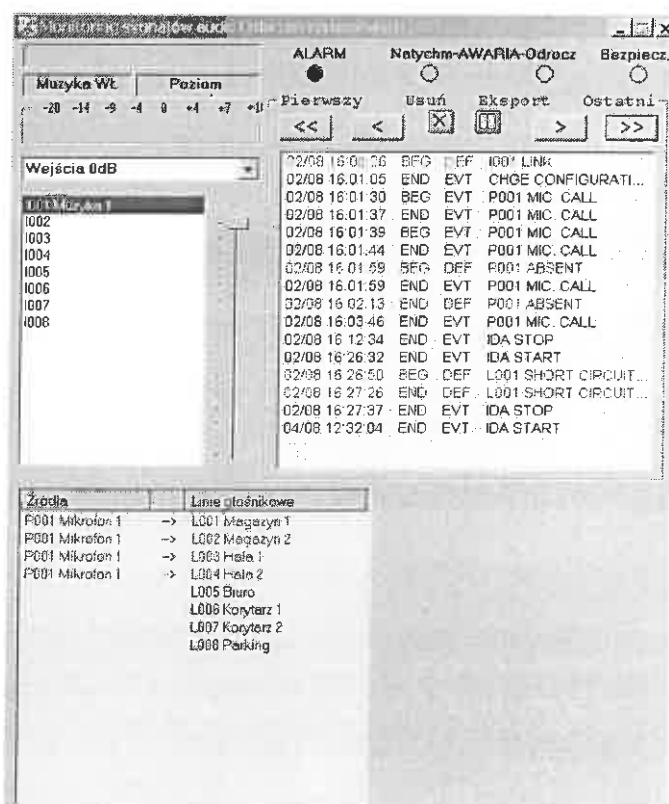 ALARM Natychm-AWARIA-Odrocz Bezpiecz.
Muzyka Wł. Poziom
-20 -14 -9 -4 0 +4 +7
Pierwszy Usuń Eksport Ostatni
<< < X > >>
Wejścia 0dB
I001 Muzyka 1
I002
I003
I004
I005
I006
I007
I008
02/08 BEG DEF I001 LINK
02/08 16:01:05 END EVT CHGE CONFIGURATI...
02/08 16:01:30 BEG EVT P001 MIC. CALL
02/08 16:01:37 END EVT P001 MIC. CALL
02/08 16:01:39 BEG EVT P001 MIC. CALL
02/08 16:01:44 END EVT P001 MIC. CALL
02/08 16:01:59 BEG DEF P001 ABSENT
02/08 16:01:59 END EVT P001 MIC. CALL
02/08 16:02:13 END DEF P001 ABSENT
02/08 16:03:46 END EVT P001 MIC. CALL
02/08 16:12:34 END EVT IDA STOP
02/08 16:26:32 END EVT IDA START
02/08 16:26:50 BEG DEF L001 SHORT CIRCUIT...
02/08 16:27:26 END DEF L001 SHORT CIRCUIT...
02/08 16:27:37 END EVT IDA STOP
04/08 12:32:04 END EVT IDA START
Źródła Linie głośnikowe
P001 Mikrofon 1 -> L001 Magazyn 1
P001 Mikrofon 1 -> L002 Magazyn 2
P001 Mikrofon 1 -> L003 Hala 1
P001 Mikrofon 1 -> L004 Hala 2
L005 Biuro
L006 Korytarz 1
L007 Korytarz 2
L008 Parking